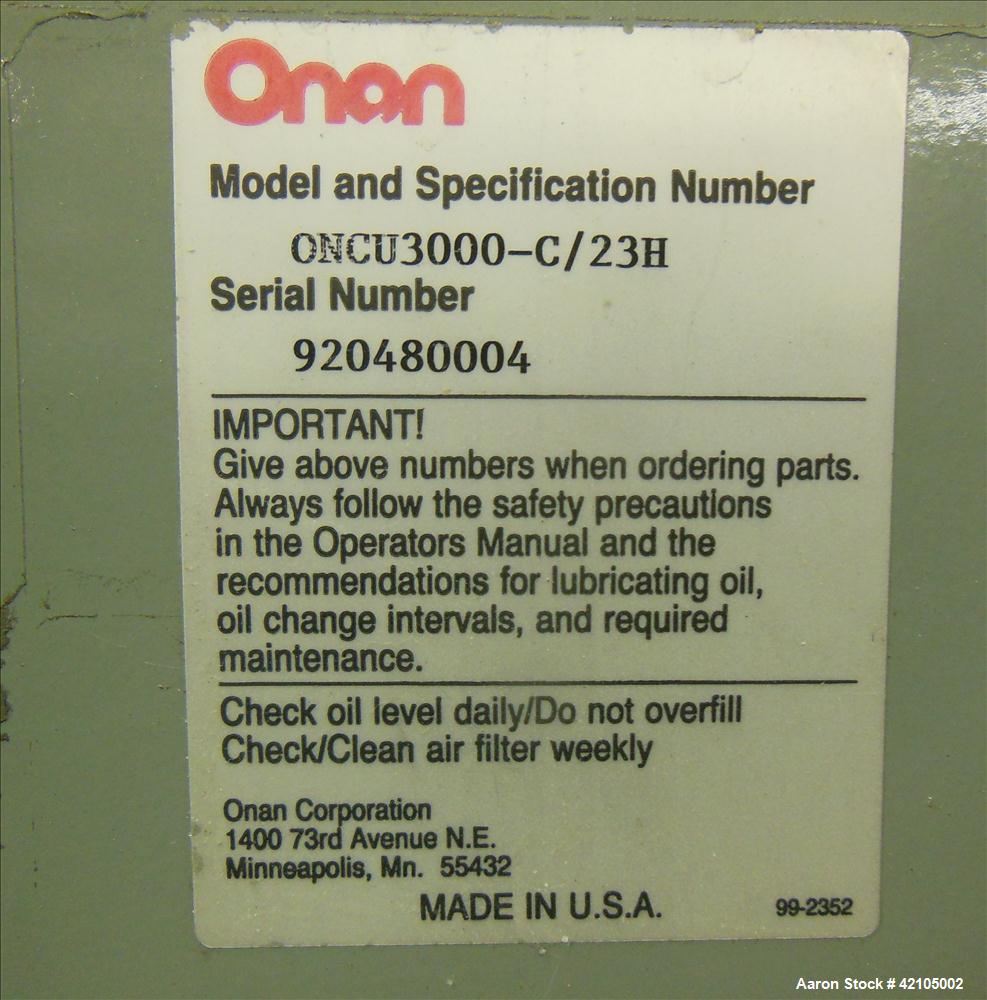 Onan
Model and Specification Number
ONCU3000-C/23H
Serial Number
920480004
IMPORTANT!
Give above numbers when ordering parts.
Always follow the safety precautions
in the Operators Manual and the
recommendations for lubricating oil,
oil change intervals, and required
maintenance.
Check oil level daily/Do not overfill
Check/Clean air filter weekly
Onan Corporation
1400 73rd Avenue N.E.
Minneapolis, Mn. 55432
MADE IN U.S.A.
99-2352
Aaron Stock # 42105002